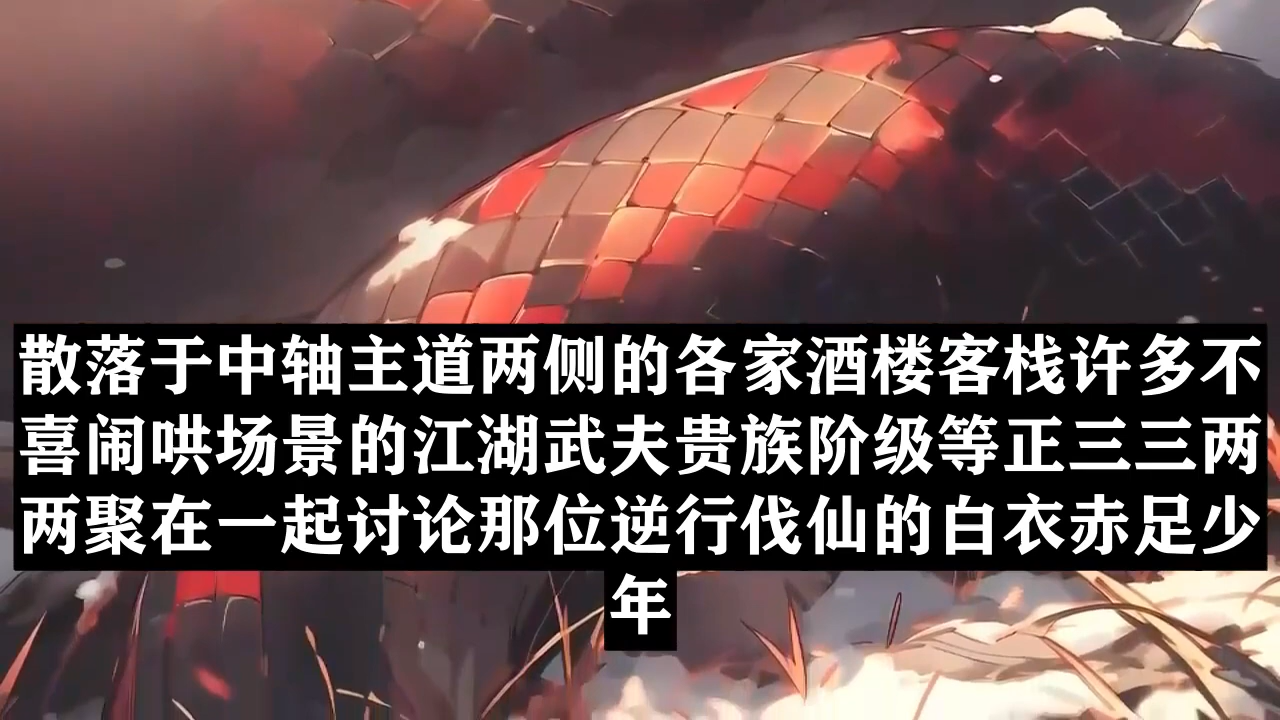 散落于中轴主道两侧的各家酒楼客栈许多不
喜闹哄场景的江湖武夫贵族阶级等正三三两
两聚在一起讨论那位逆行伐仙的白衣赤足少
年